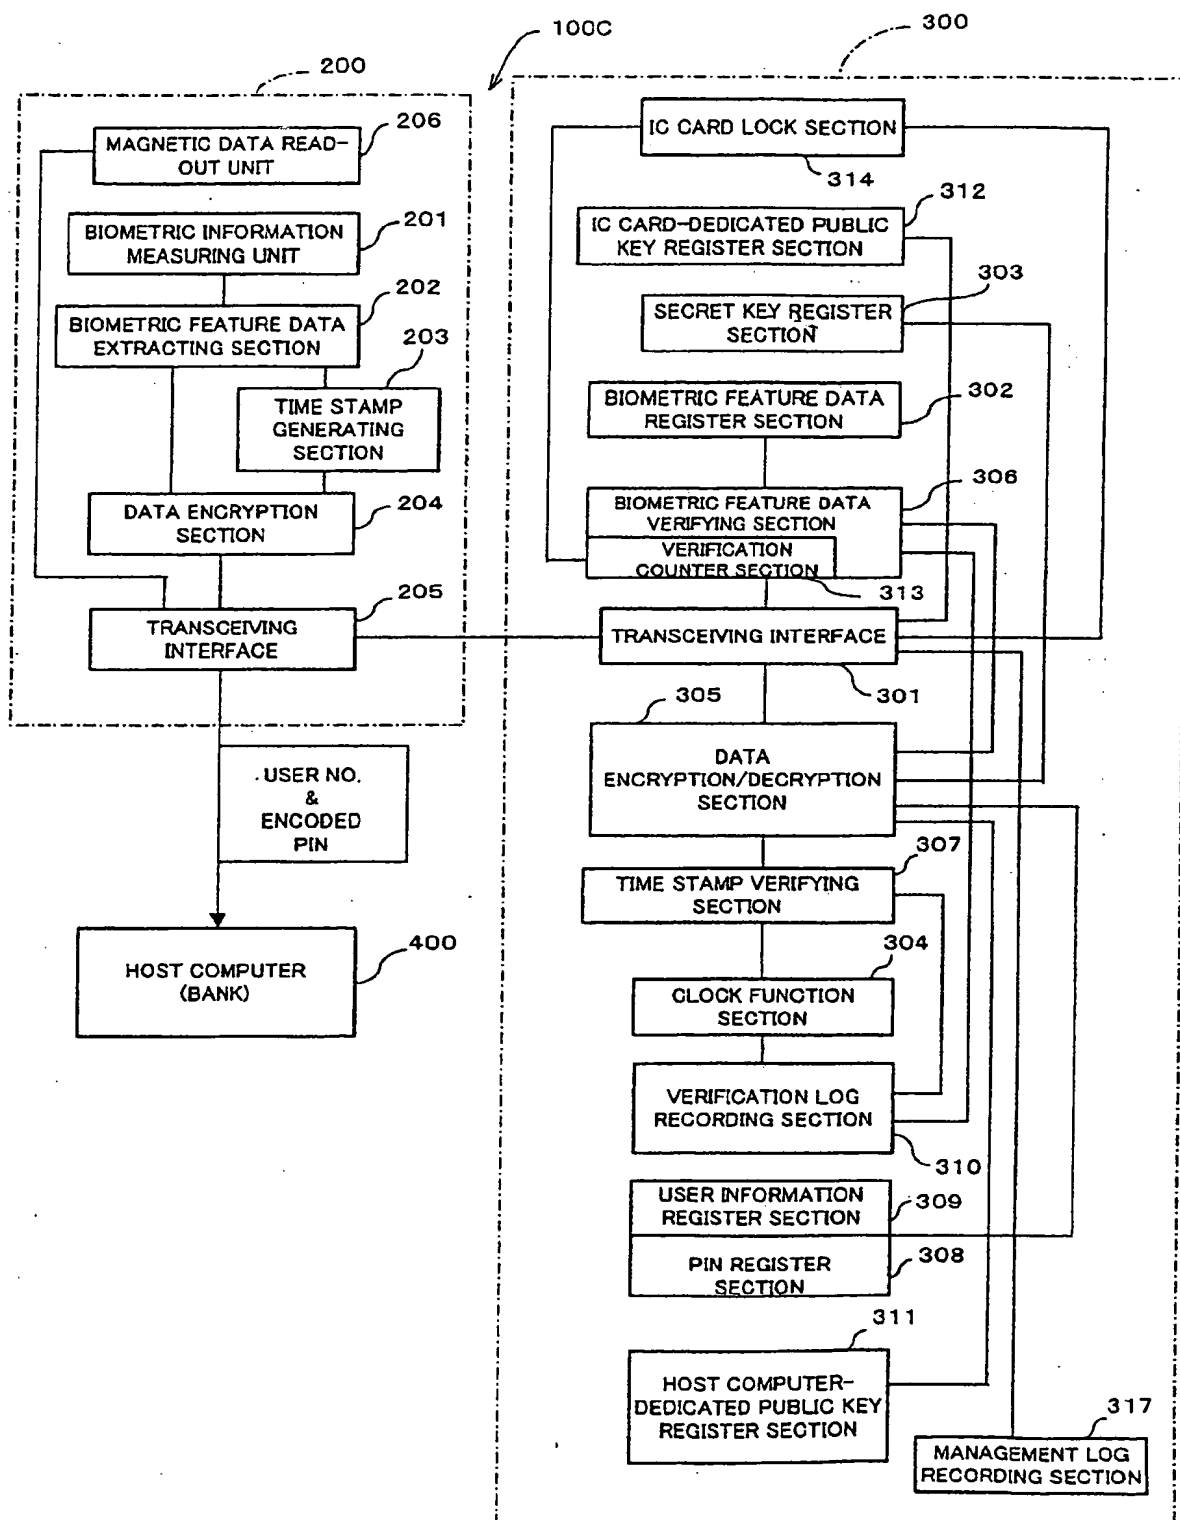 100C
300
200
MAGNETIC DATA READ-
OUT UNIT
206
BIOMETRIC INFORMATION
MEASURING UNIT
201
BIOMETRIC FEATURE DATA
EXTRACTING SECTION
202
203
TIME STAMP
GENERATING
SECTION
DATA ENCRYPTION
SECTION
204
TRANSCEIVING
INTERFACE
205
USER NO.
&
ENCODED
PIN
HOST COMPUTER
(BANK)
400
IC CARD LOCK SECTION
314
IC CARD-DEDICATED PUBLIC
KEY REGISTER SECTION
312
SECRET KEY REGISTER
SECTION
303
BIOMETRIC FEATURE DATA
REGISTER SECTION
302
BIOMETRIC FEATURE DATA
VERIFYING SECTION
306
VERIFICATION
COUNTER SECTION
313
TRANSCEIVING INTERFACE
301
305
DATA
ENCRYPTION/DECRYPTION
SECTION
307
TIME STAMP VERIFYING
SECTION
304
CLOCK FUNCTION
SECTION
VERIFICATION LOG
RECORDING SECTION
310
USER INFORMATION
REGISTER SECTION
309
PIN REGISTER
SECTION
308
311
HOST COMPUTER-
DEDICATED PUBLIC KEY
REGISTER SECTION
317
MANAGEMENT LOG
RECORDING SECTION